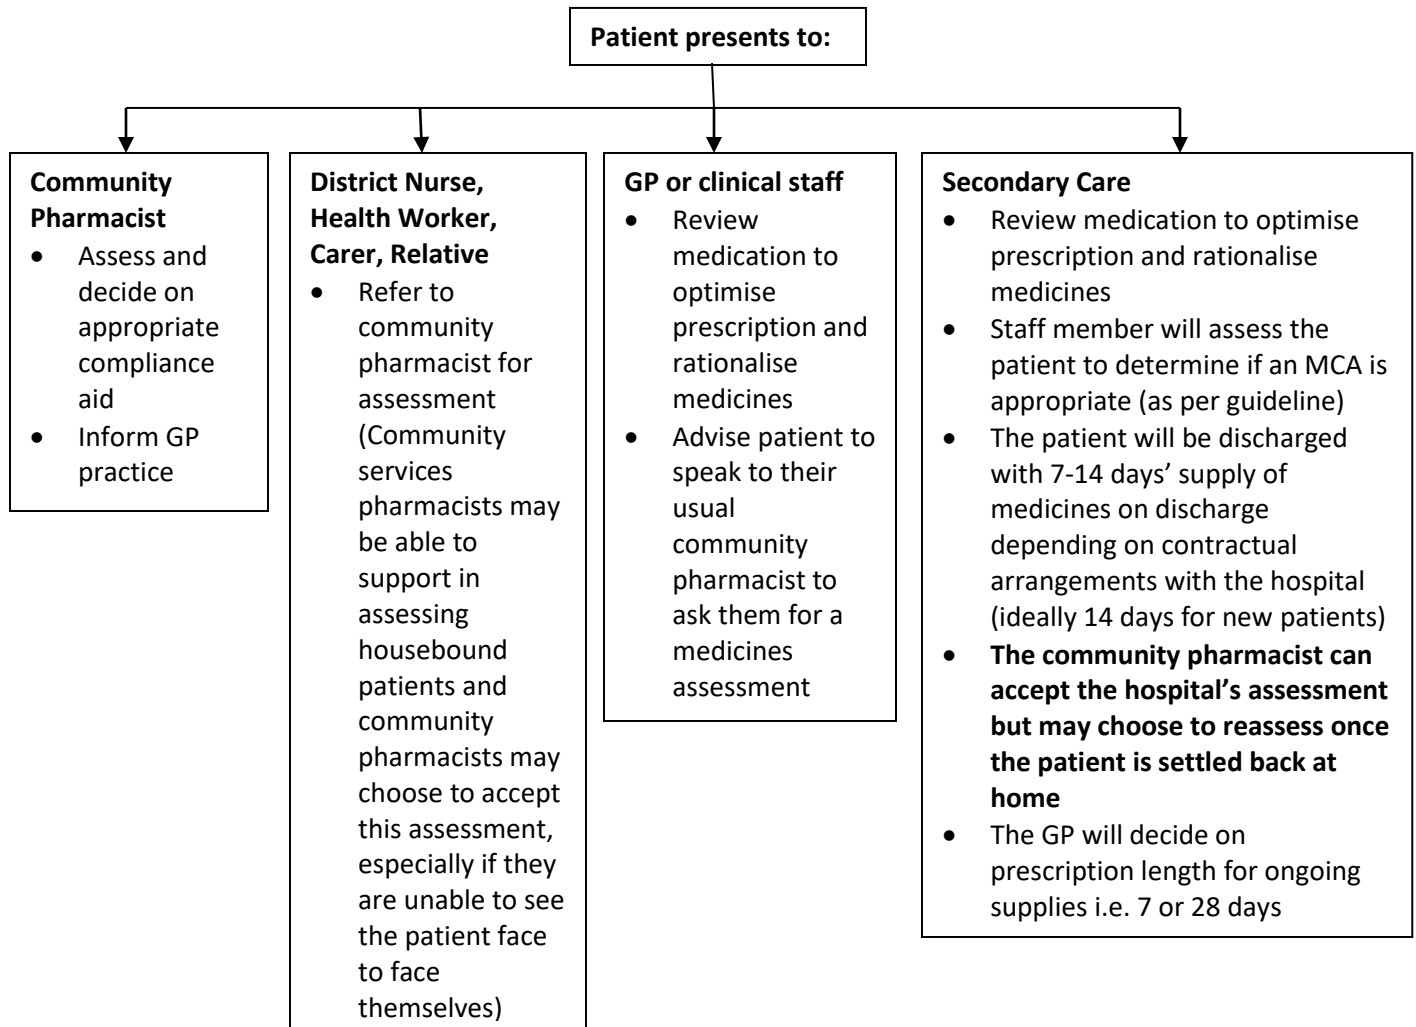 Patient presents to:
Community
Pharmacist
• Assess and
decide on
appropriate
compliance
aid
• Inform GP
practice
District Nurse,
Health Worker,
Carer, Relative
• Refer to
community
pharmacist for
assessment
(Community
services
pharmacists may
be able to
support in
assessing
housebound
patients and
community
pharmacists may
choose to accept
this assessment,
especially if they
are unable to see
the patient face
to face
themselves)
GP or clinical staff
• Review
medication to
optimise
prescription and
rationalise
medicines
• Advise patient to
speak to their
usual
community
pharmacist to
ask them for a
medicines
assessment
Secondary Care
• Review medication to optimise
prescription and rationalise
medicines
• Staff member will assess the
patient to determine if an MCA is
appropriate (as per guideline)
• The patient will be discharged
with 7-14 days’ supply of
medicines on discharge
depending on contractual
arrangements with the hospital
(ideally 14 days for new patients)
• The community pharmacist can
accept the hospital’s assessment
but may choose to reassess once
the patient is settled back at
home
• The GP will decide on
prescription length for ongoing
supplies i.e. 7 or 28 days